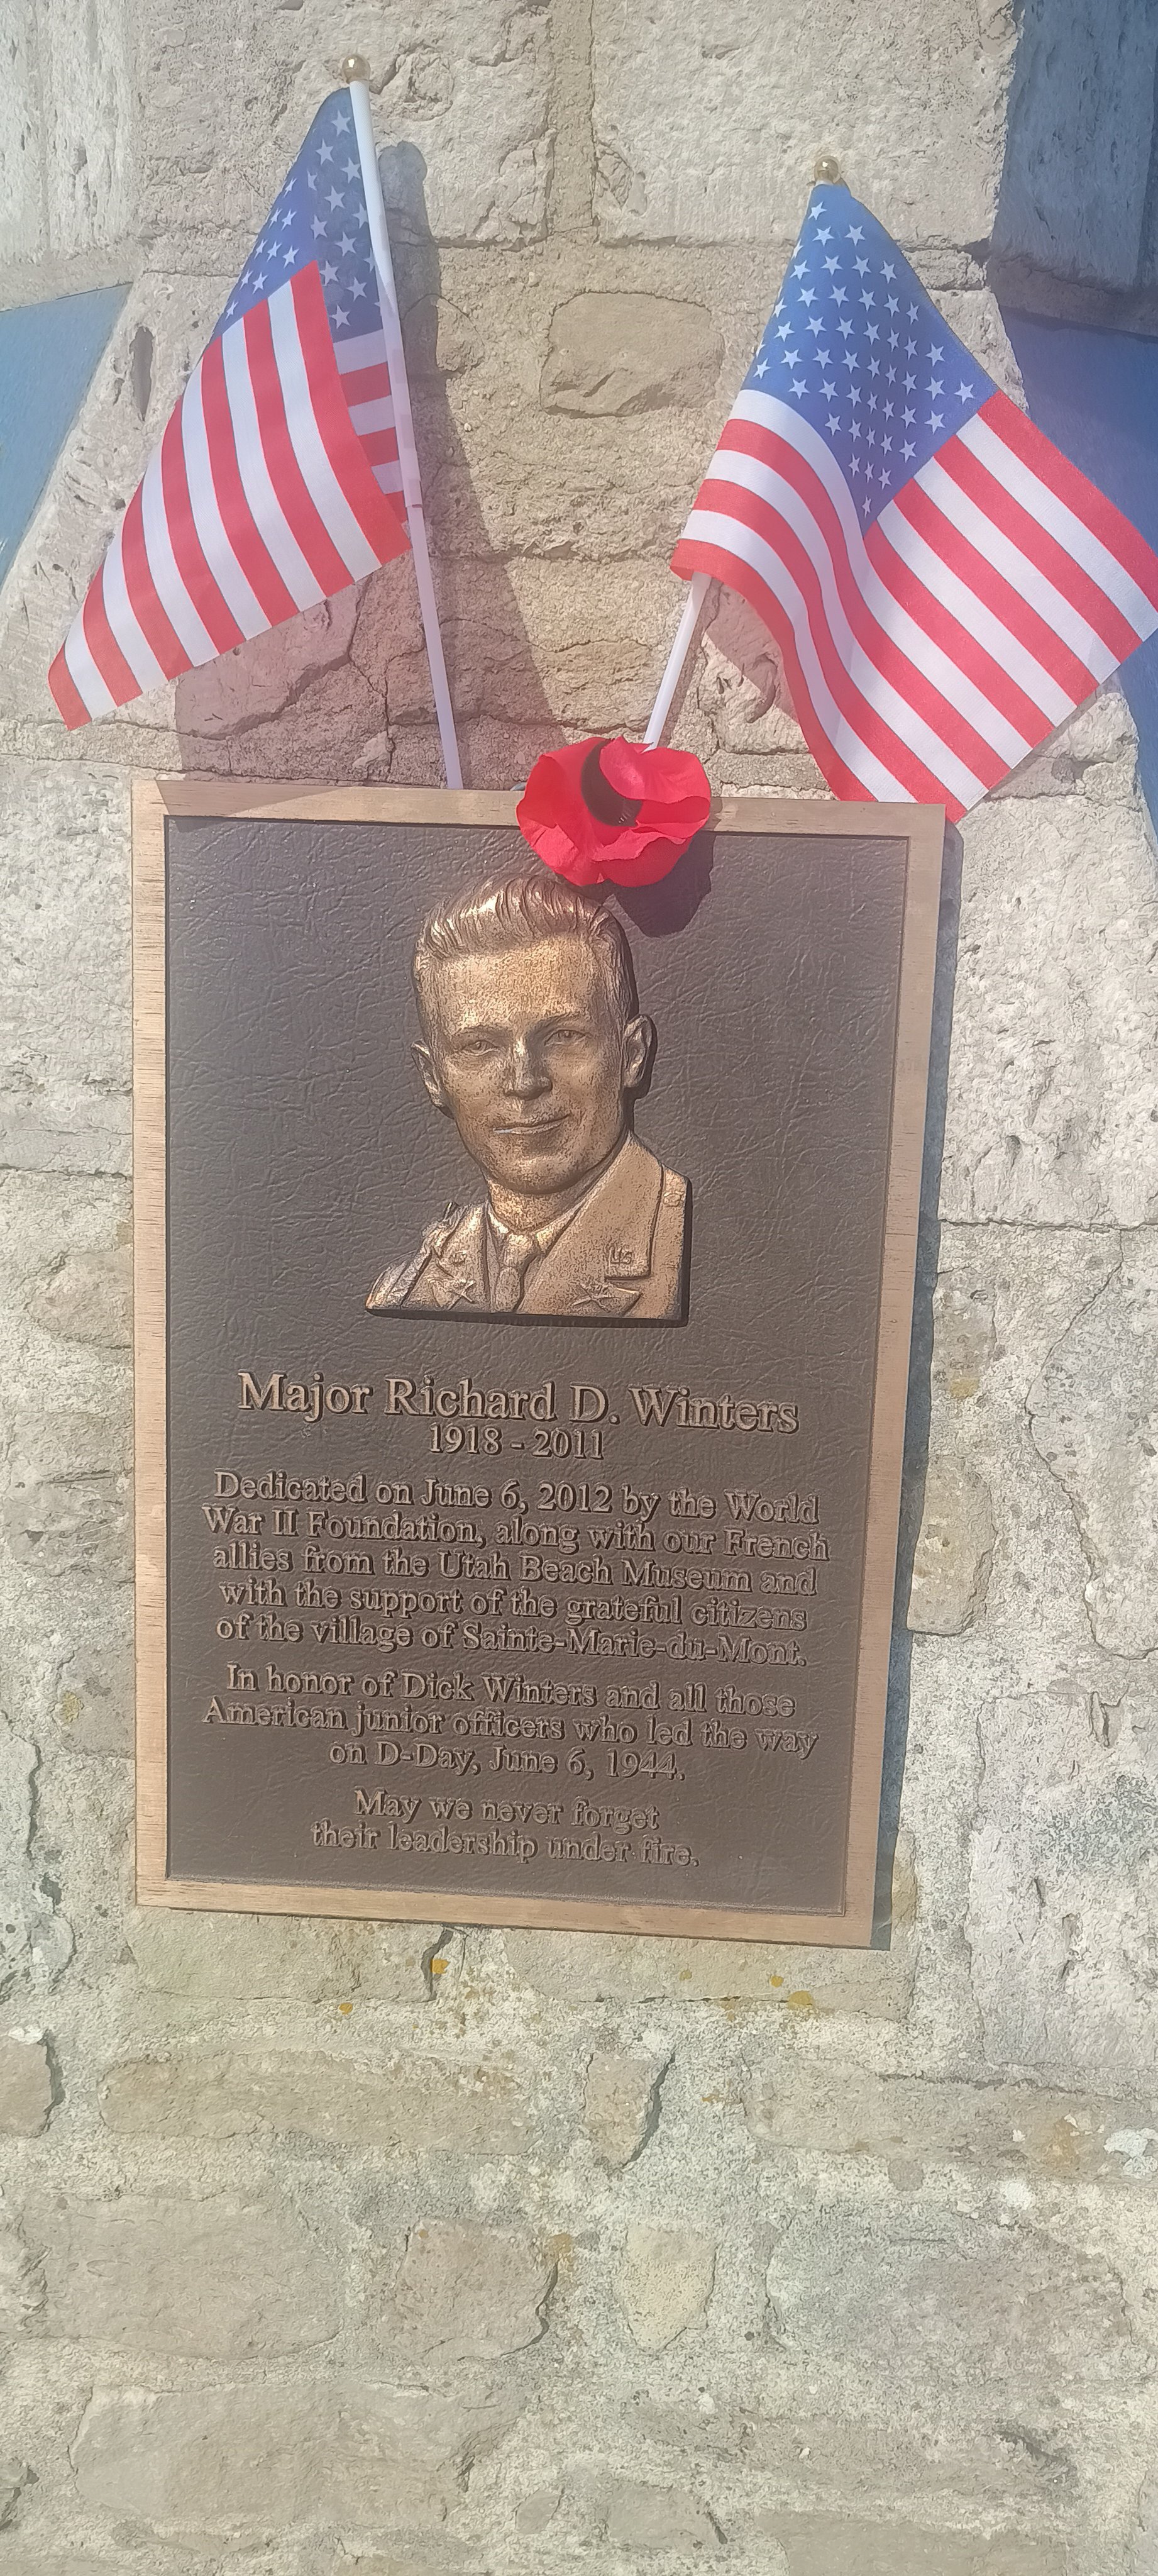 US
Major Richard D. Winters
1918 - 2011
Dedicated on June 6, 2012 by the World
War II Foundation, along with our French
allies from the Utah Beach Museum and
with the support of the grateful citizens
of the village of Sainte-Marie-du-Mont.
In honor of Dick Winters and all those
American junior officers who led the way
on D-Day, June 6, 1944.
May we never forget
their leadership under fire.